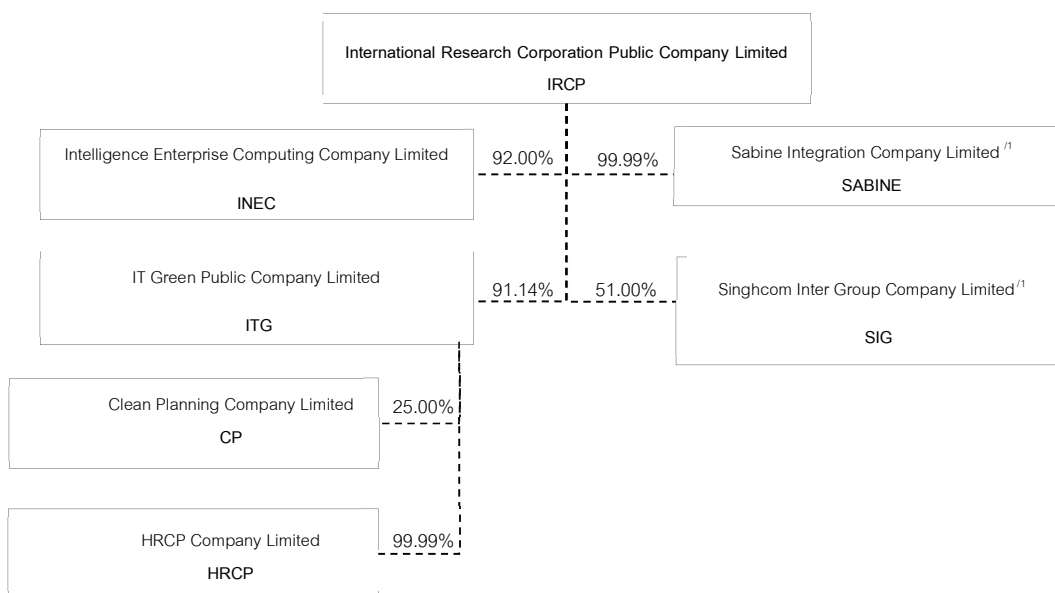 International Research Corporation Public Company Limited
IRCP
Intelligence Enterprise Computing Company Limited
INEC
92.00%
99.99%
Sabine Integration Company Limited /1
SABINE
IT Green Public Company Limited
ITG
91.14%
51.00%
Singhcom Inter Group Company Limited /1
SIG
Clean Planning Company Limited
CP
25.00%
HRCP Company Limited
HRCP
99.99%